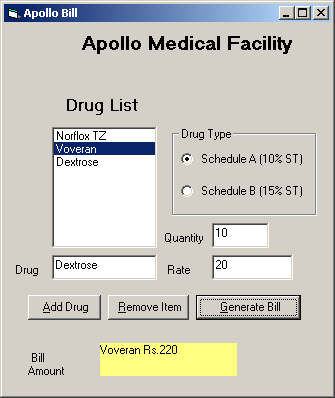 Apollo Bill
Apollo Medical Facility
Drug List
Norflox TZ
Voveran
Dextrose
Drug Type
Schedule A (10% ST)
Schedule B (15% ST)
Quantity 10
Drug Dextrose Rate 20
Add Drug Remove Item Generate Bill
Bill Voveran Rs.220
Amount